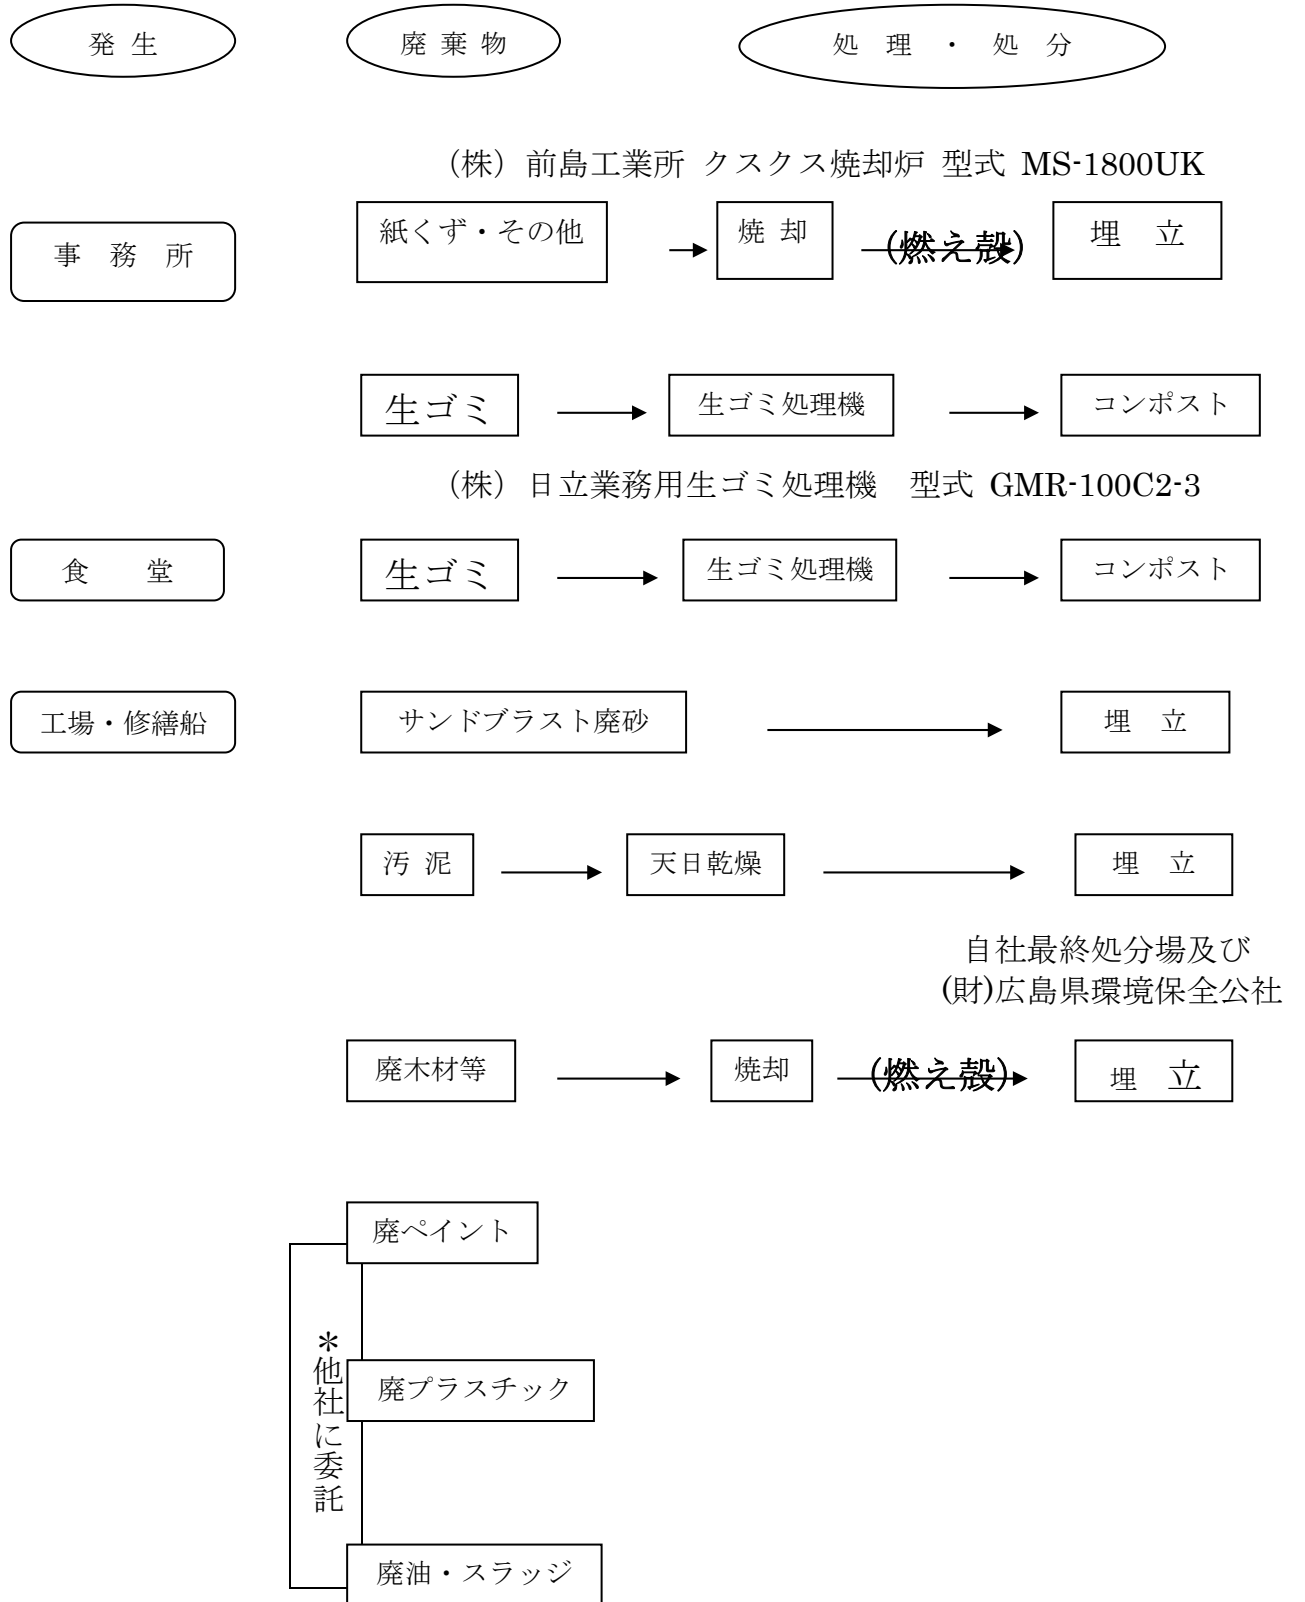 発 生
廃 棄 物
処 理 ・ 処 分
（株）前島工業所 クスクス焼却炉 型式 MS-1800UK
事 務 所
紙くず・その他
焼 却
(燃え殻)
埋 立
生ゴミ
生ゴミ処理機
コンポスト
（株）日立業務用生ゴミ処理機 型式 GMR-100C2-3
食 堂
生ゴミ
生ゴミ処理機
コンポスト
工場・修繕船
サンドブラスト廃砂
埋 立
汚 泥
天日乾燥
埋 立
自社最終処分場及び
(財)広島県環境保全公社
廃木材等
焼却
(燃え殻)
埋 立
廃ペイント
＊他社に委託
廃プラスチック
廃油・スラッジ